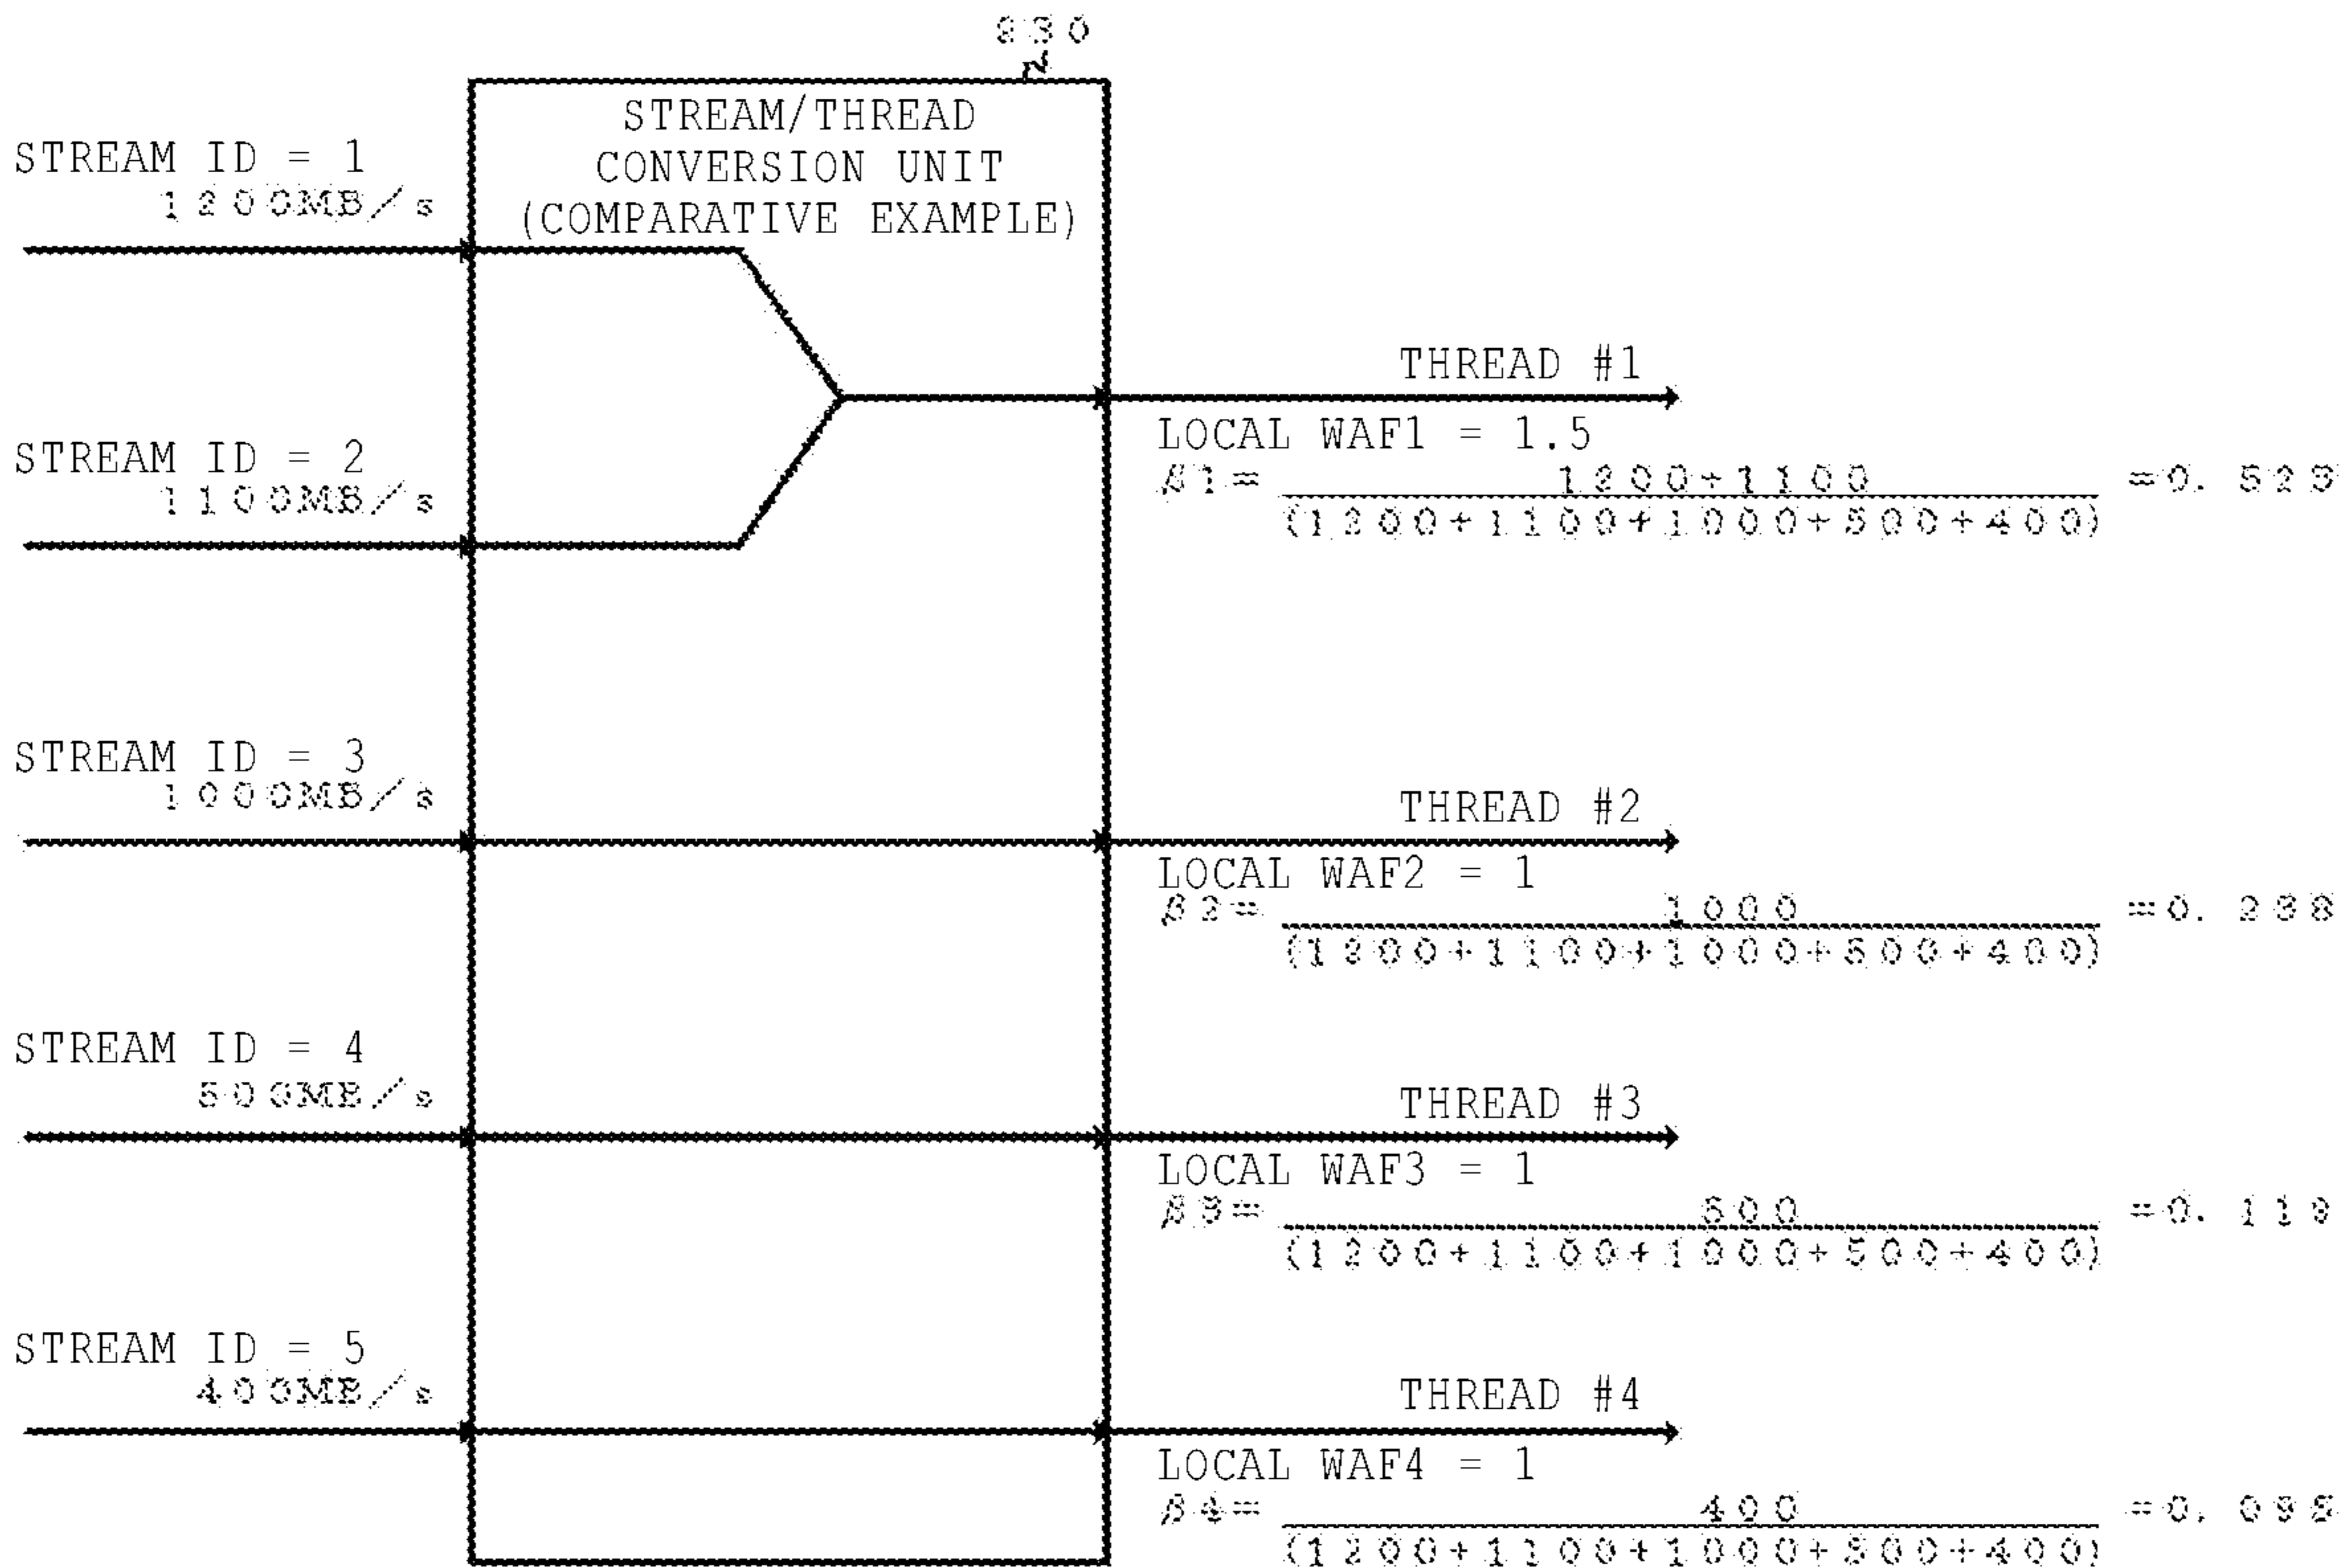 STREAM/THREAD
CONVERSION UNIT
(COMPARATIVE EXAMPLE)
STREAM ID = 1
1200MB/s
STREAM ID = 2
1100MB/s
STREAM ID = 3
1000MB/s
STREAM ID = 4
500MB/s
STREAM ID = 5
400MB/s
THREAD #1
LOCAL WAF1 = 1.5
β1=
1200+1100
(1200+1100+1000+500+400)
THREAD #2
LOCAL WAF2 = 1
β2=
1000
(1200+1100+1000+500+400)
=0.238
THREAD #3
LOCAL WAF3 = 1
β3=
500
(1200+1100+1000+500+400)
=0.119
THREAD #4
LOCAL WAF4 = 1
β4=
400
(1200+1100+1000+500+400)
=0.095